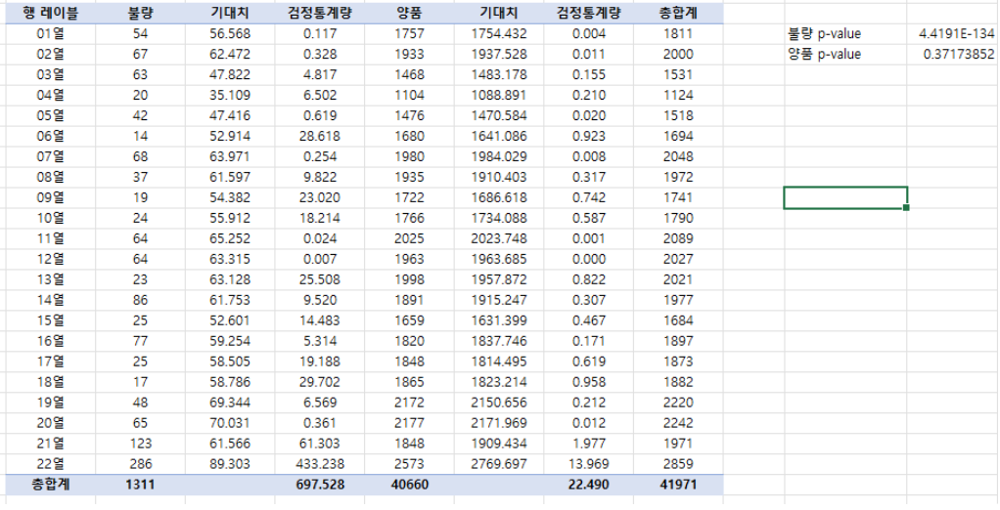 행 레이블 불량 기대치 검정통계량 양품 기대치 검정통계량 총합계
01열 54 56.568 0.117 1757 1754.432 0.004 1811 불량 p-value 4.4191E-134
02열 67 62.472 0.328 1933 1937.528 0.011 2000 양품 p-value 0.37173852
03열 63 47.822 4.817 1468 1483.178 0.155 1531
04열 20 35.109 6.502 1104 1088.891 0.210 1124
05열 42 47.416 0.619 1476 1470.584 0.020 1518
06열 14 52.914 28.618 1680 1641.086 0.923 1694
07열 68 63.971 0.254 1980 1984.029 0.008 2048
08열 37 61.597 9.822 1935 1910.403 0.317 1972
09열 19 54.382 23.020 1722 1686.618 0.742 1741
10열 24 55.912 18.214 1766 1734.088 0.587 1790
11열 64 65.252 0.024 2025 2023.748 0.001 2089
12열 64 63.315 0.007 1963 1963.685 0.000 2027
13열 23 63.128 25.508 1998 1957.872 0.822 2021
14열 86 61.753 9.520 1891 1915.247 0.307 1977
15열 25 52.601 14.483 1659 1631.399 0.467 1684
16열 77 59.254 5.314 1820 1837.746 0.171 1897
17열 25 58.505 19.188 1848 1814.495 0.619 1873
18열 17 58.786 29.702 1865 1823.214 0.958 1882
19열 48 69.344 6.569 2172 2150.656 0.212 2220
20열 65 70.031 0.361 2177 2171.969 0.012 2242
21열 123 61.566 61.303 1848 1909.434 1.977 1971
22열 286 89.303 433.238 2573 2769.697 13.969 2859
총합계 1311 697.528 40660 22.490 41971